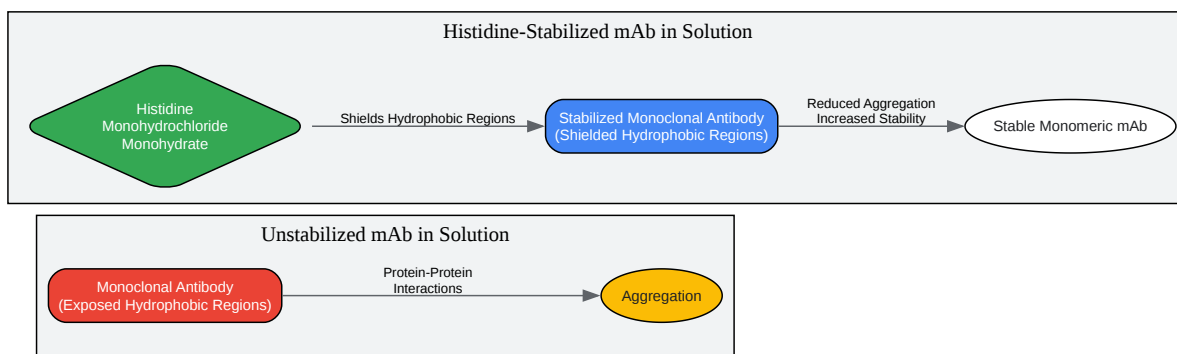 Histidine-Stabilized mAb in Solution
Histidine
Monohydrochloride
Monohydrate
Shields Hydrophobic Regions
Stabilized Monoclonal Antibody
(Shielded Hydrophobic Regions)
Reduced Aggregation
Increased Stability
Stable Monomeric mAb
Unstabilized mAb in Solution
Monoclonal Antibody
(Exposed Hydrophobic Regions)
Protein-Protein
Interactions
Aggregation